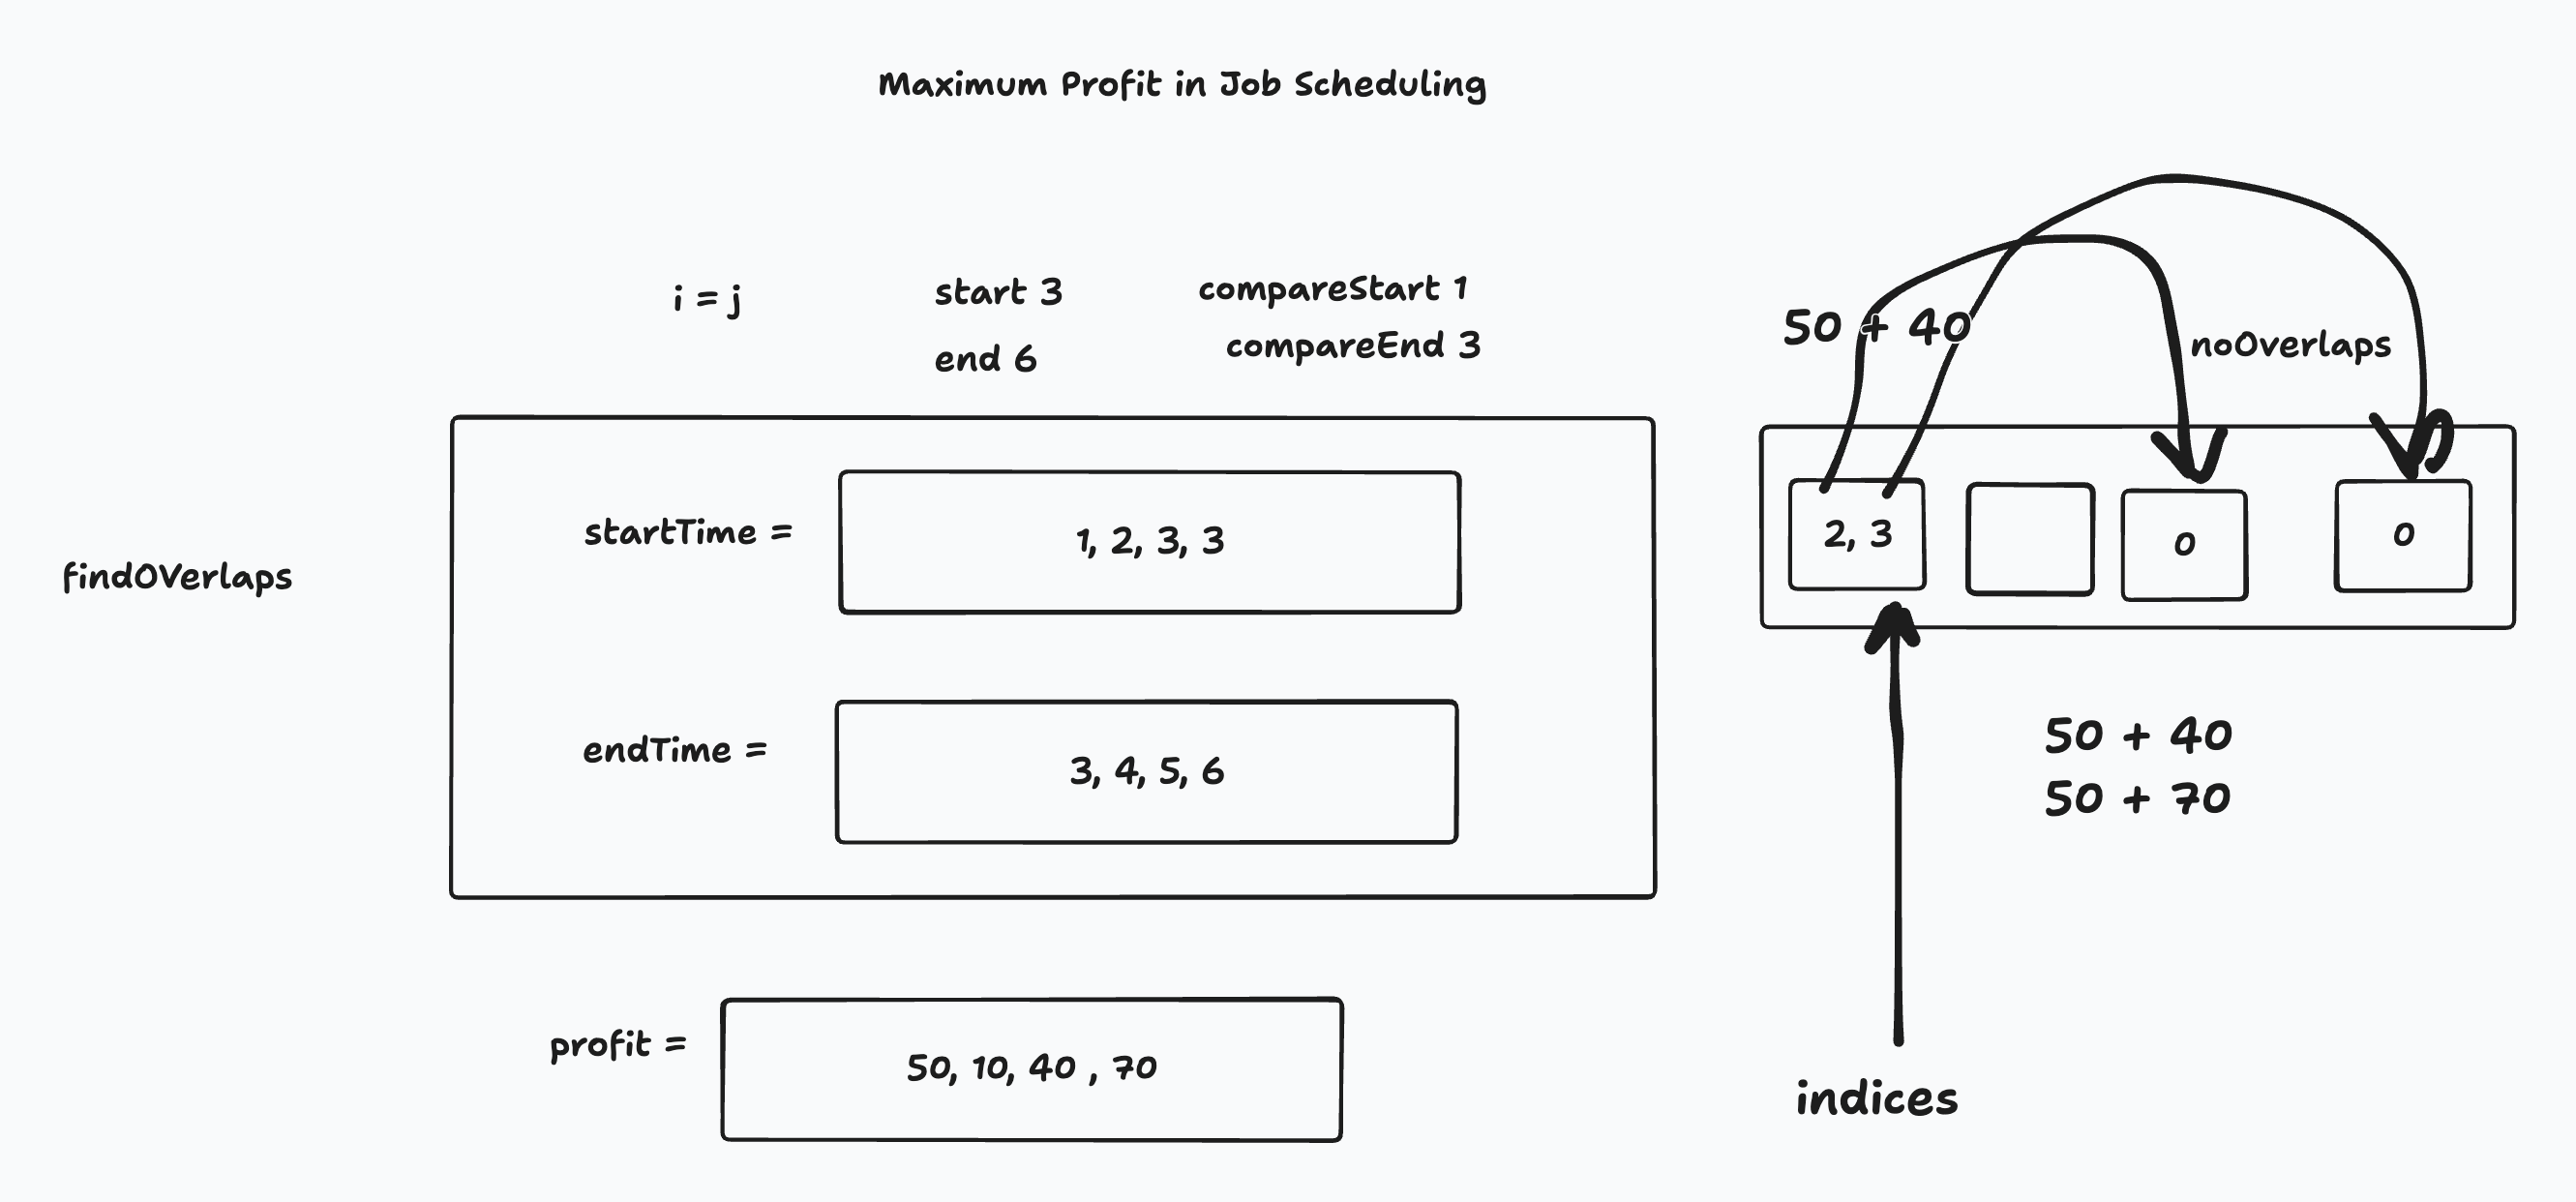 Maximum Profit in Job Scheduling
i = j
start 3
end 6
compareStart 1
compareEnd 3
50 + 40
noOverlaps
findOVerlaps
startTime =
1, 2, 3, 3
endTime =
3, 4, 5, 6
profit =
50, 10, 40 , 70
2, 3
0
0
50 + 40
50 + 70
indices